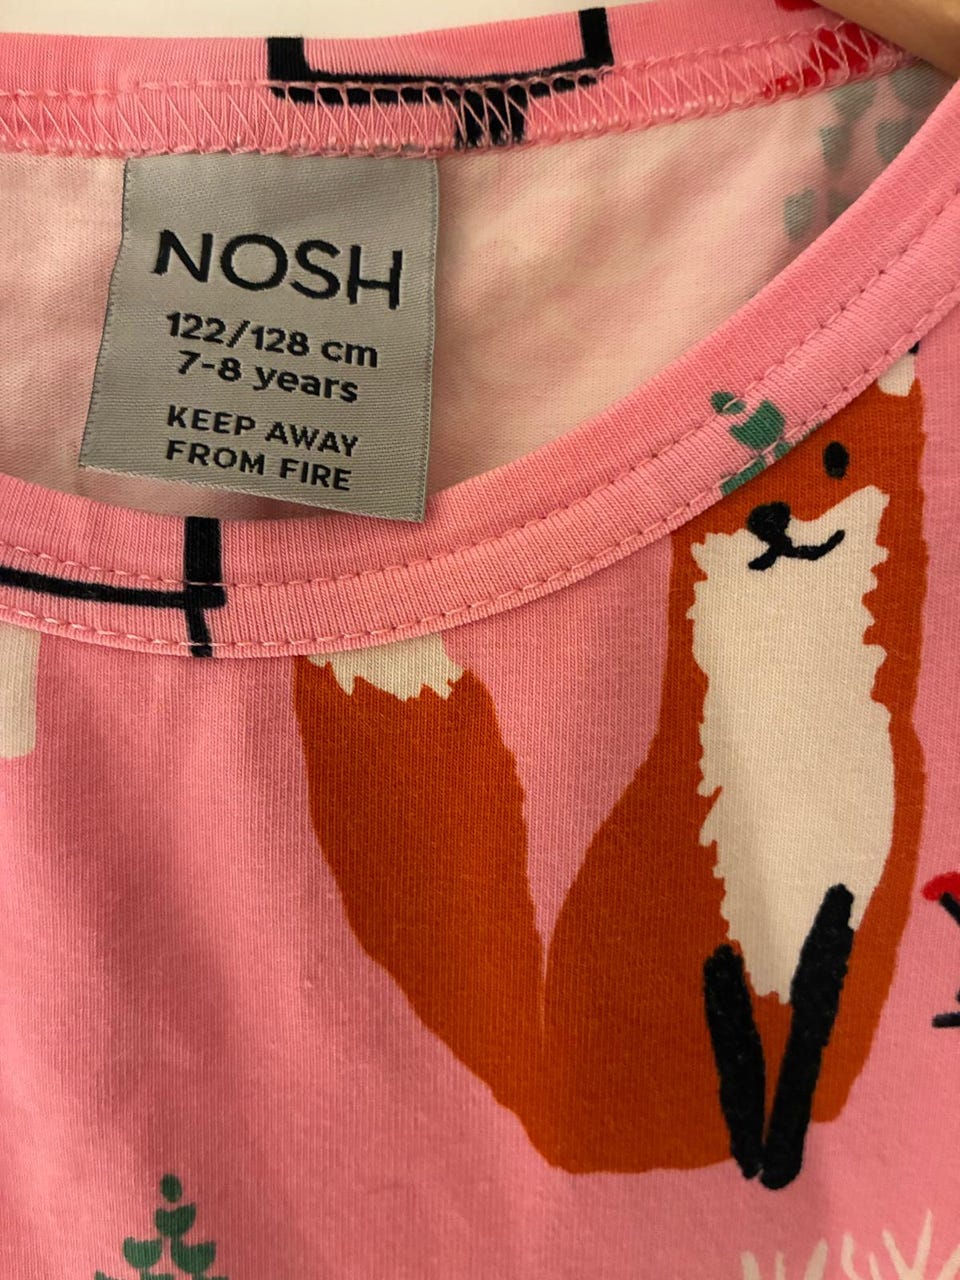 NOSH
122/128 cm
7-8 years
KEEP AWAY
FROM FIRE